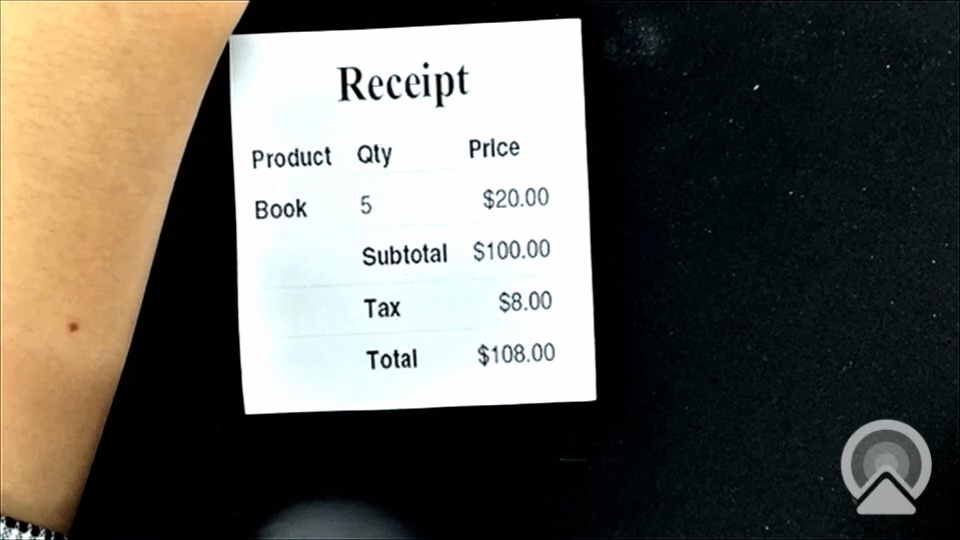 Receipt
Product Qty Price
Book 5 $20.00
Subtotal $100.00
Tax $8.00
Total $108.00